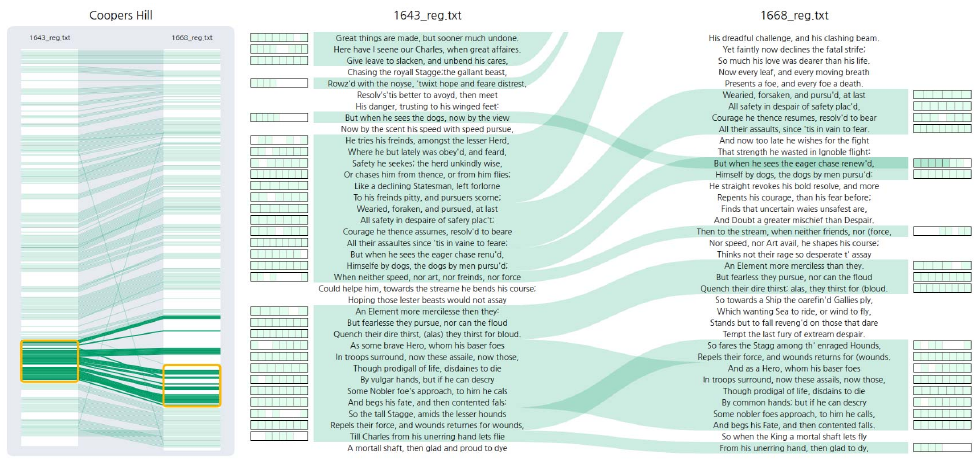 Coopers Hill
1643_reg.txt
1668_reg.txt
1643_reg.txt
Great things are made, but sooner much undone.
Here have I seene our Charles, when great affaires.
Give leave to slacken, and unbend his cares,
Chasing the royall Stagge;the gallant beast,
Rowz'd with the noyse, 'twixt hope and feare distrest,
Resolv's'tis better to avoyd, then meet
His danger, trusting to his winged feet:
But when he sees the dogs, now by the view
Now by the scent his speed with speed pursue,
He tries his freinds, amongst the lesser Herd,
Where he but lately was obey'd, and feard,
Safety he seekes; the herd unkindly wise,
Or chases him from thence, or from him flies;
Like a declining Statesman, left forlorne
To his freinds pitty, and pursuers scorne;
Wearied, foraken, and pursued, at last
All safety in despaire of safety plac't;
Courage he thence assumes, resolv'd to beare
All their assaultes since 'tis in vaine to feare;
But when he sees the eager chase renu'd,
Himselfe by dogs, the dogs by men pursu'd;
When neither speed, nor art, nor freinds, nor force
Could helpe him, towards the streame he bends his course;
Hoping those lester beasts would not assay
An Element more mercilesse then they:
But fearlesse they pursue, nor can the floud
Quench their dire thirst, (alas) they thirst for bloud.
As some brave Hero, whom his baser foes
In troops surround, now these assaile, now those,
Though prodigall of life, disdaines to die
By vulgar hands, but if he can descry
Some Nobler foe's approach, to him he cals
And begs his fate, and then contented fals;
So the tall Stagge, amids the lesser hounds
Repels their force, and wounds returnes for wounds,
Till Charles from his unerring hand lets flie
A mortall shaft, then glad and proud to dye
1668_reg.txt
His dreadful challenge, and his clashing beam.
Yet faintly now declines the fatal strife;
So much his love was dearer than his life.
Now every leaf, and every moving breath
Presents a foe, and every foe a death.
Wearied, forsaken, and pursu'd, at last
All safety in despair of safety plac'd,
Courage he thence resumes, resolv'd to bear
All their assaults, since 'tis in vain to fear.
And now too late he wishes for the fight
That strength he wasted in Ignoble flight:
But when he sees the eager chase renew'd,
Himself by dogs, the dogs by men pursu'd:
He straight revokes his bold resolve, and more
Repents his courage, than his fear before;
Finds that uncertain waies unsafest are,
And Doubt a greater mischief than Despair.
Then to the stream, when neither friends, nor (force,
Nor speed, nor Art avail, he shapes his course;
Thinks not their rage so desperate t' assay
An Element more merciless than they.
But fearless they pursue, nor can the floud
Quench their dire thirst; alas, they thirst for (bloud.
So towards a Ship the oarefin'd Gallies ply,
Which wanting Sea to ride, or wind to fly,
Stands but to fall reveng'd on those that dare
Tempt the last fury of extream despair.
So fares the Stagg among th' enraged Hounds,
Repels their force, and wounds returns for (wounds.
And as a Hero, whom his baser foes
In troops surround, now these assails, now those,
Though prodigal of life, disdains to die
By common hands; but if he can descry
Some nobler foes approach, to him he calls,
And begs his Fate, and then contented falls.
So when the King a mortal shaft lets fly
From his unerring hand, then glad to dy,